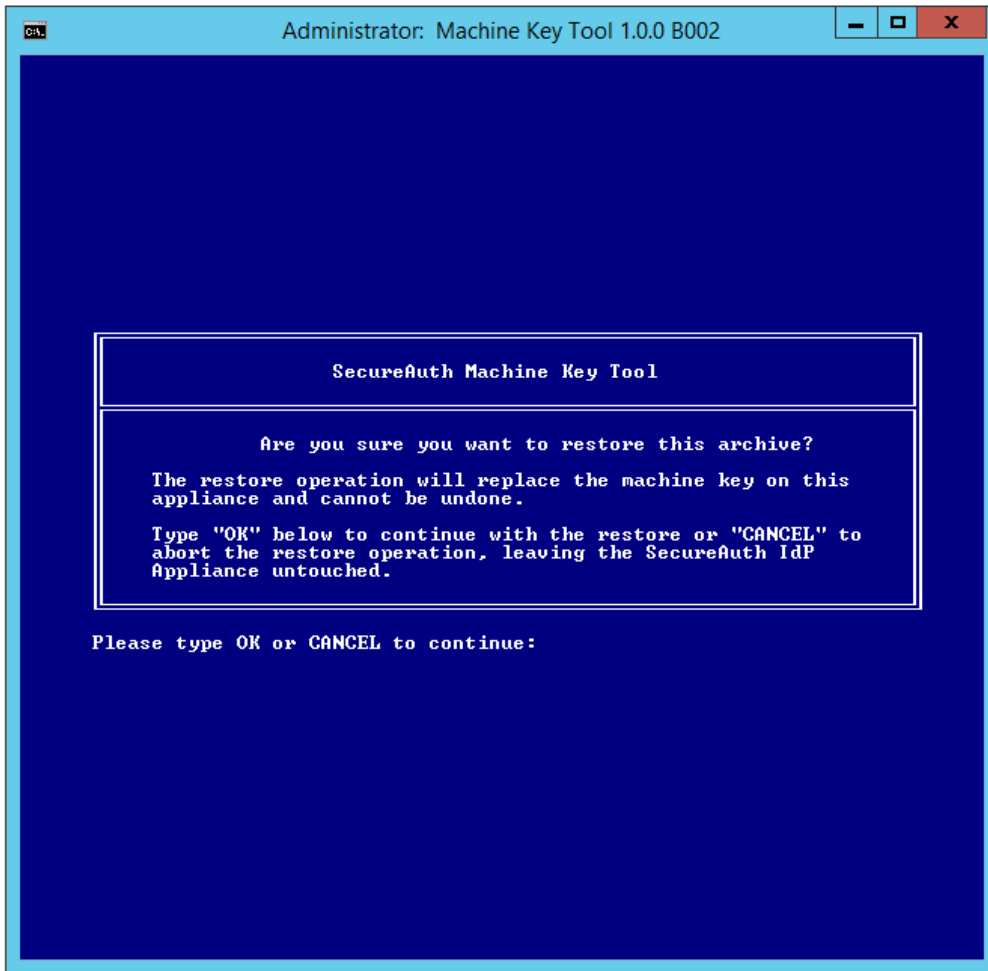 Administrator: Machine Key Tool 1.0.0 B002
SecureAuth Machine Key Tool
Are you sure you want to restore this archive?
The restore operation will replace the machine key on this
appliance and cannot be undone.
Type "OK" below to continue with the restore or "CANCEL" to
abort the restore operation, leaving the SecureAuth IdP
Appliance untouched.
Please type OK or CANCEL to continue: